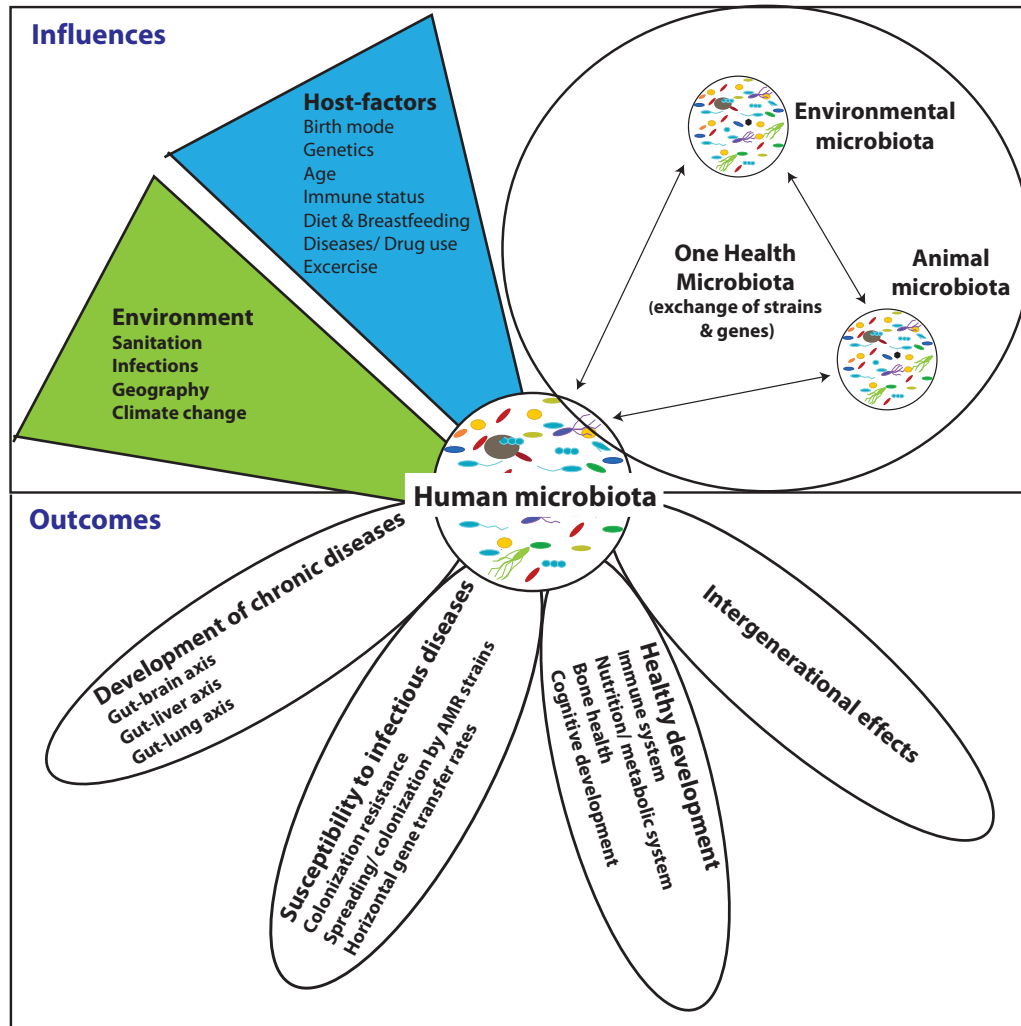 Influences
Host-factors
Birth mode
Genetics
Age
Immune status
Diet & Breastfeeding
Diseases/ Drug use
Excercise
Environment
Sanitation
Infections
Geography
Climate change
Environmental
microbiota
One Health
Microbiota
(exchange of strains
& genes)
Animal
microbiota
Human microbiota
Outcomes
Development of chronic diseases
Gut-brain axis
Gut-liver axis
Gut-lung axis
Susceptibility to infectious diseases
Colonization resistance
Spreading/ colonization by AMR strains
Horizontal gene transfer rates
Healthy development
Immune system
Nutrition/ metabolic system
Bone health
Cognitive development
Intergenerational effects